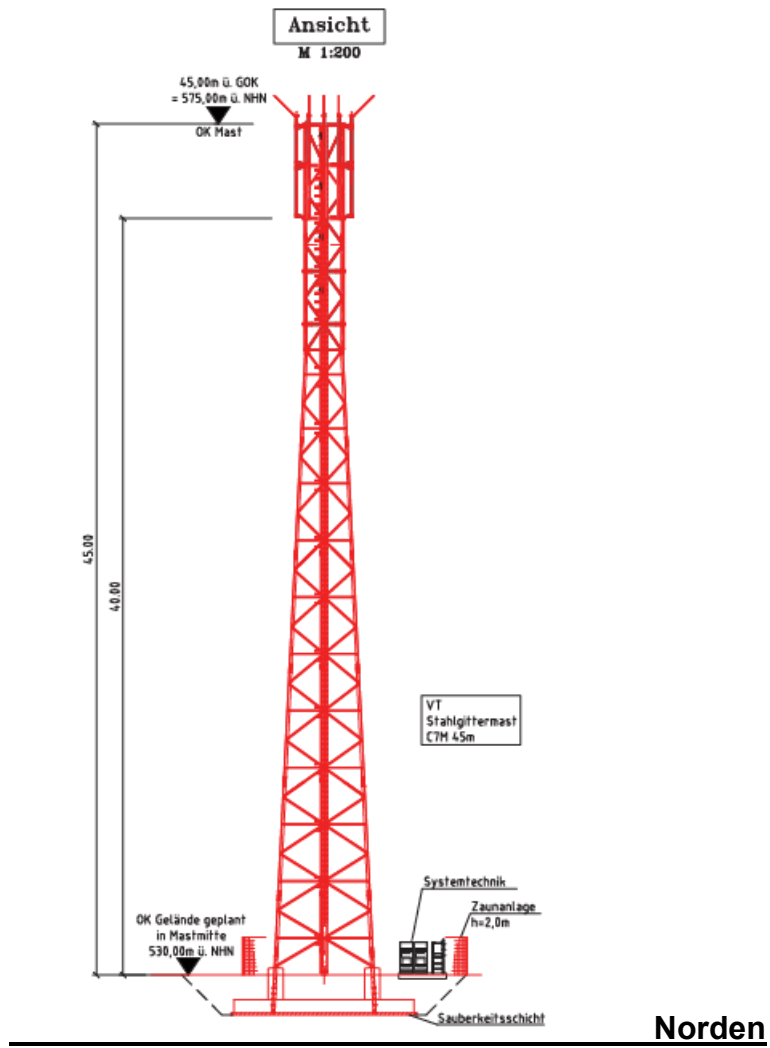 Ansicht
M 1:200
45,00m ü. GOK
= 575,00m ü. NHN
OK Mast
45.00
40.00
VT
Stahlgittermast
C7M 45m
Systemtechnik
Zaunanlage
h=2,0m
OK Gelände geplant
in Mastmitte
530,00m ü. NHN
Sauberkeitsschicht
Norden